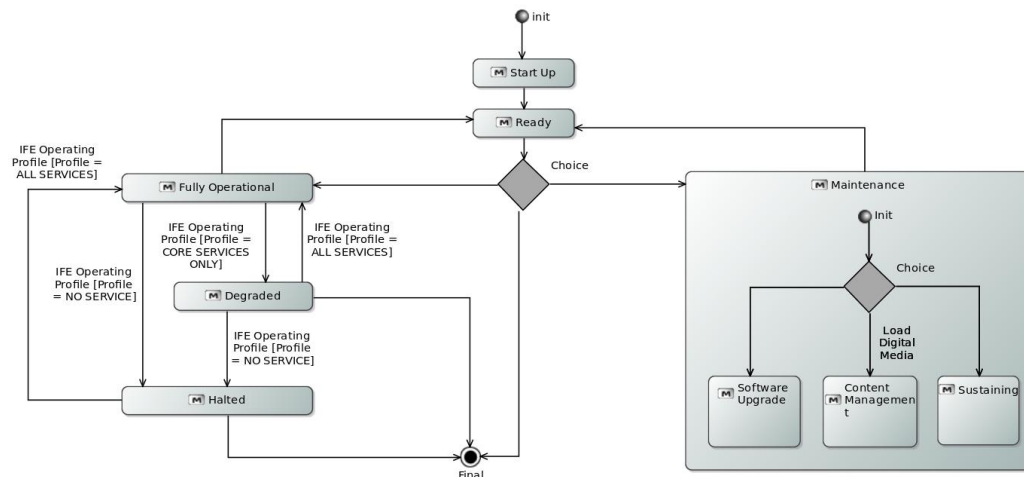 init
M Start Up
M Ready
Choice
IFE Operating
Profile [Profile =
ALL SERVICES]
M Fully Operational
M Maintenance
Init
IFE Operating
Profile [Profile =
CORE SERVICES
ONLY]
IFE Operating
Profile [Profile =
ALL SERVICES]
Choice
IFE Operating
Profile [Profile
= NO SERVICE]
M Degraded
IFE Operating
Profile [Profile
= NO SERVICE]
Load
Digital
Media
M Software
Upgrade
M Content
Managemen
t
M Sustaining
M Halted
Final